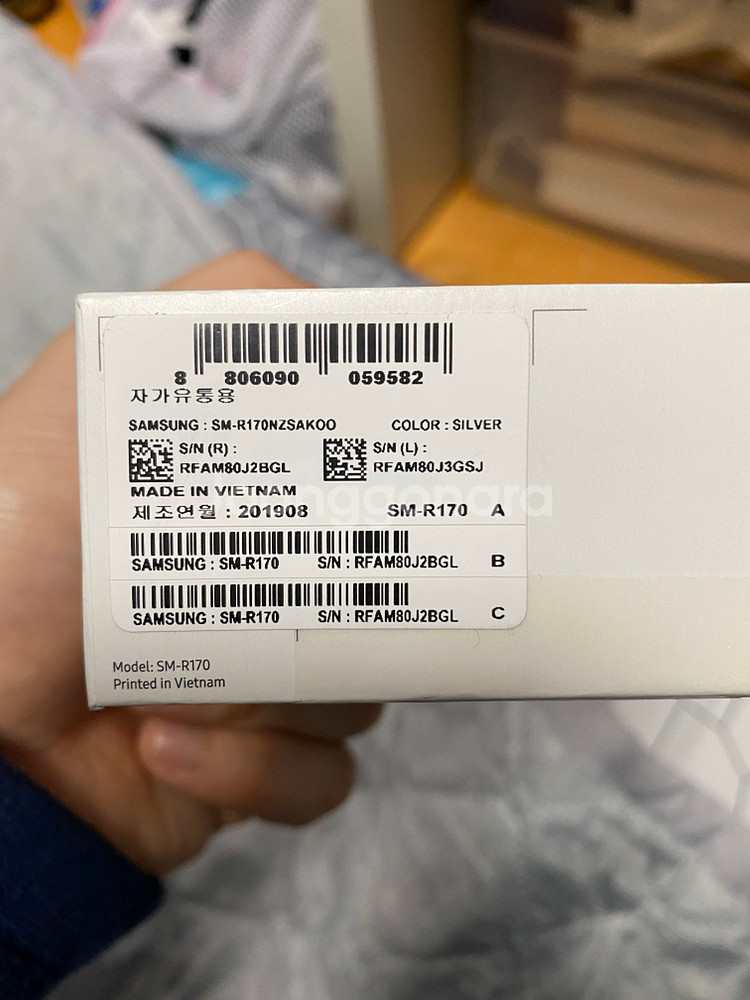 8 806090 059582
자가유통용
SAMSUNG : SM-R170NZSAKOO COLOR : SILVER
S/N (R) : S/N (L) :
RFAM80J2BGL RFAM80J3GSJ
MADE IN VIETNAM
제조연월 : 201908 SM-R170 A
SAMSUNG : SM-R170 S/N : RFAM80J2BGL B
SAMSUNG : SM-R170 S/N : RFAM80J2BGL C
Model: SM-R170
Printed in Vietnam